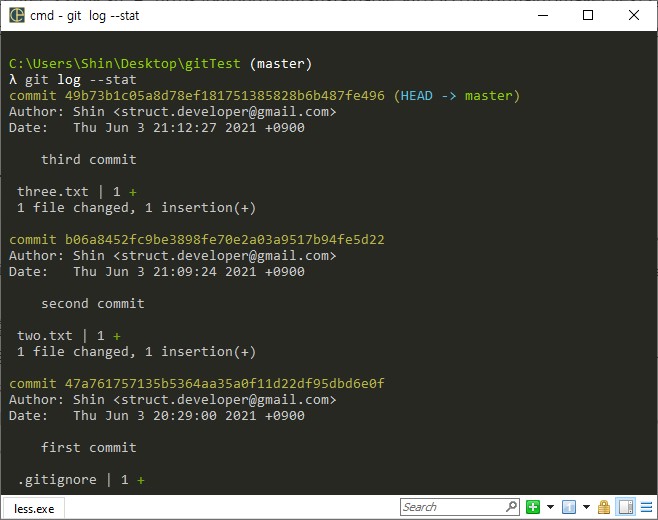 cmd - git  log --stat
C:\Users\Shin\Desktop\gitTest (master)
λ git log --stat
commit 49b73b1c05a8d78ef181751385828b6b487fe496 (HEAD -> master)
Author: Shin <struct.developer@gmail.com>
Date:   Thu Jun 3 21:12:27 2021 +0900
    third commit
 three.txt | 1 +
 1 file changed, 1 insertion(+)
commit b06a8452fc9be3898fe70e2a03a9517b94fe5d22
Author: Shin <struct.developer@gmail.com>
Date:   Thu Jun 3 21:09:24 2021 +0900
    second commit
 two.txt | 1 +
 1 file changed, 1 insertion(+)
commit 47a761757135b5364aa35a0f11d22df95dbd6e0f
Author: Shin <struct.developer@gmail.com>
Date:   Thu Jun 3 20:29:00 2021 +0900
    first commit
 .gitignore | 1 +
less.exe
Search